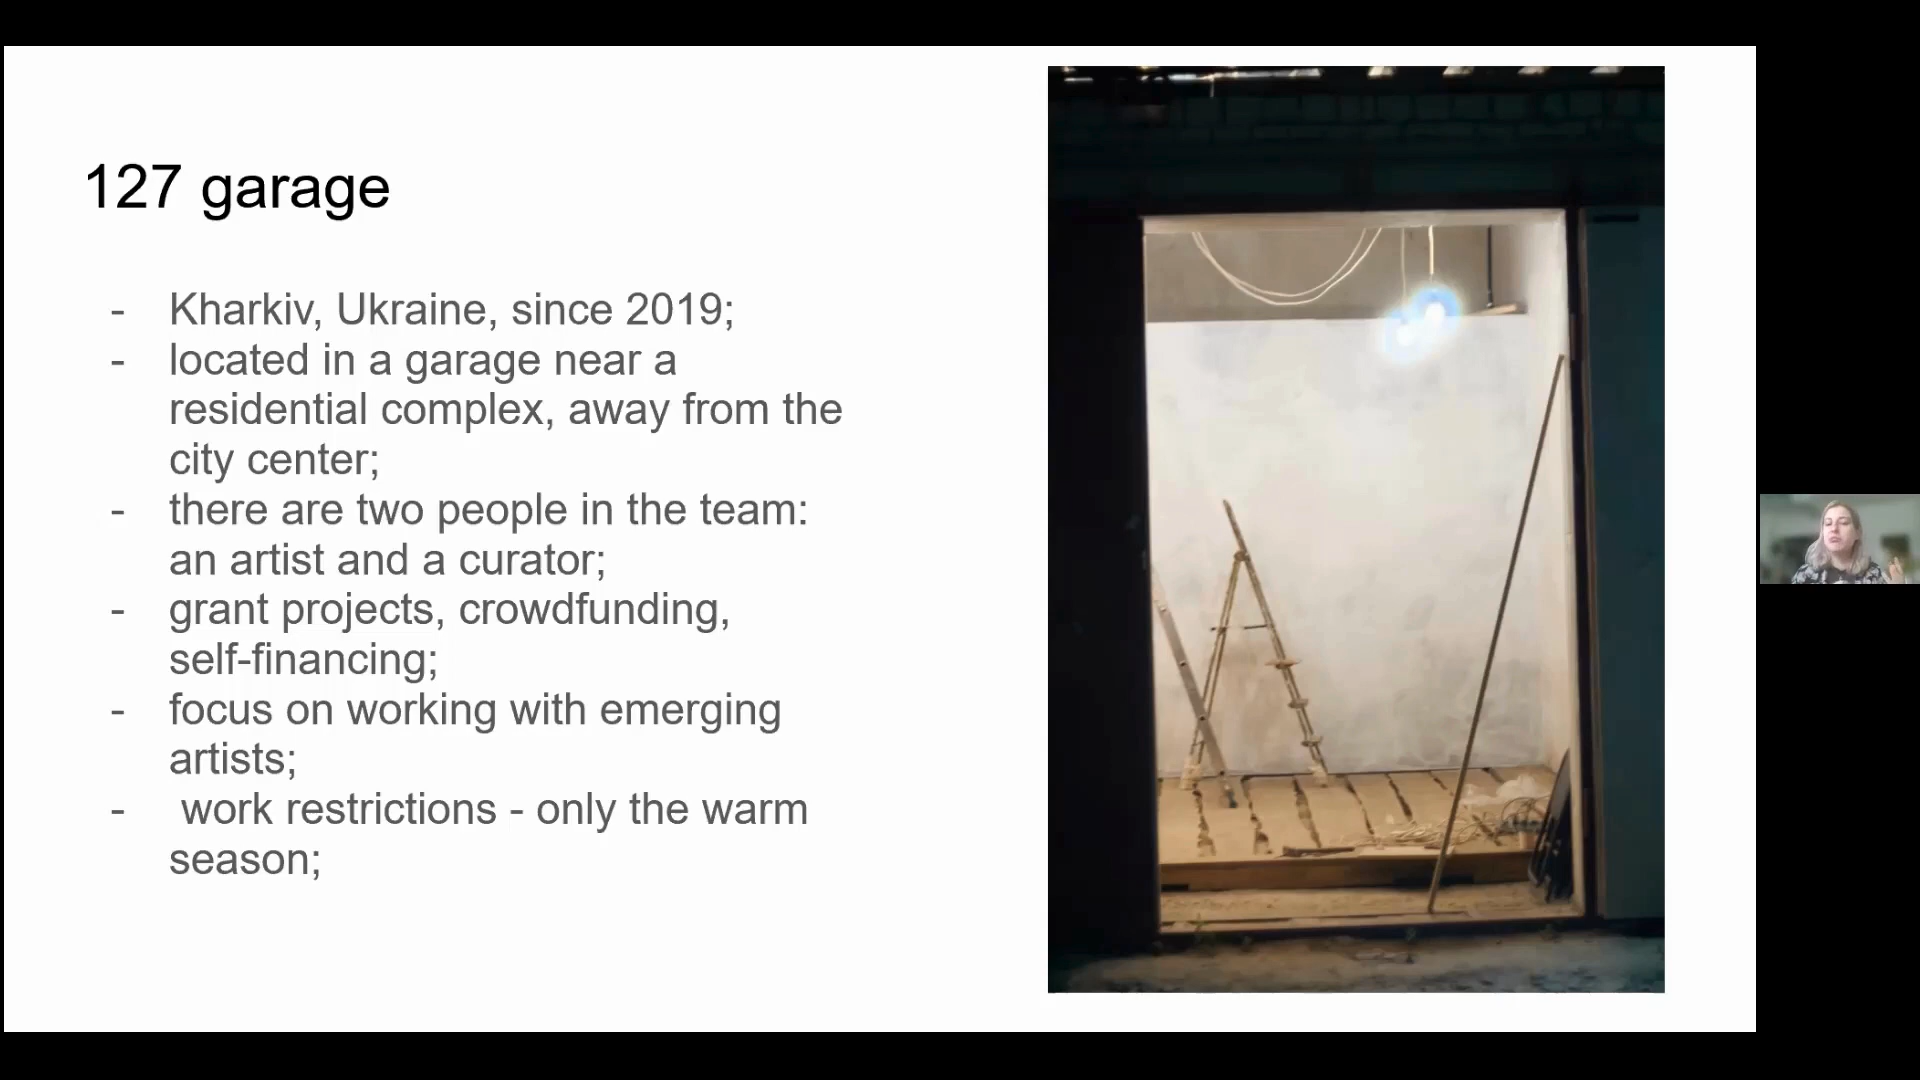 127 garage
- Kharkiv, Ukraine, since 2019;
- located in a garage near a
residential complex, away from the
city center;
- there are two people in the team:
an artist and a curator;
- grant projects, crowdfunding,
self-financing;
- focus on working with emerging
artists;
- work restrictions - only the warm
season;